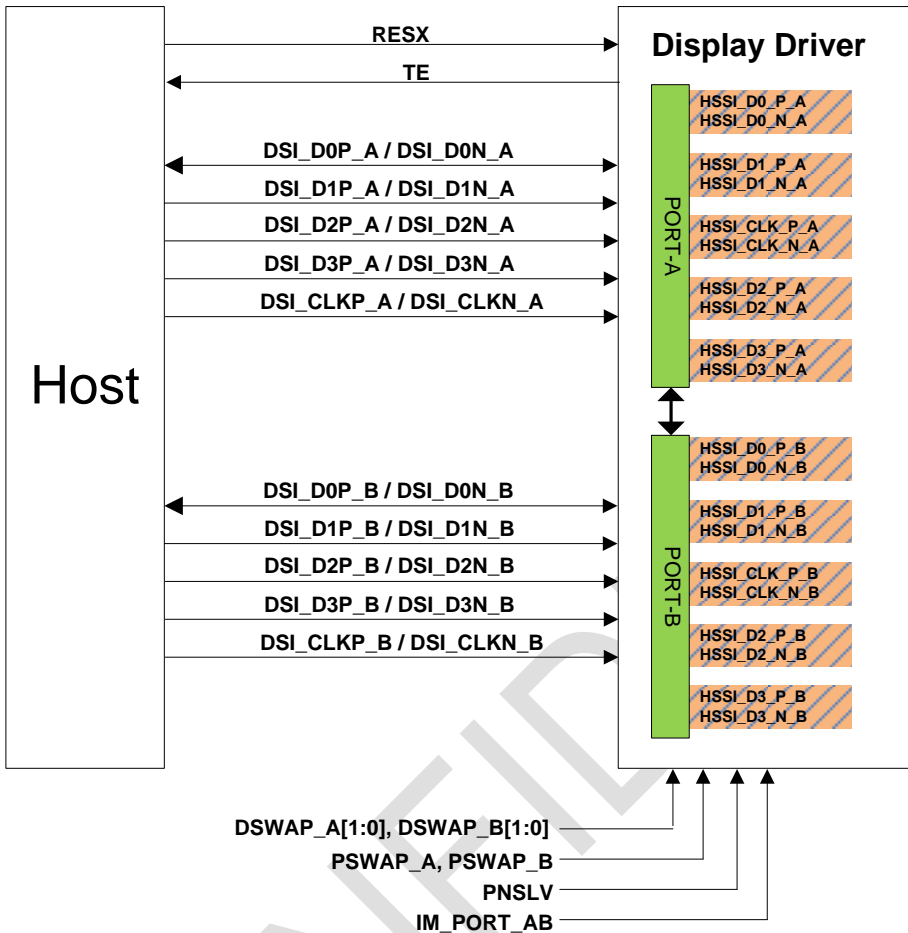 RESX
TE
Host
DSI_D0P_A / DSI_D0N_A
DSI_D1P_A / DSI_D1N_A
DSI_D2P_A / DSI_D2N_A
DSI_D3P_A / DSI_D3N_A
DSI_CLKP_A / DSI_CLKN_A
DSI_D0P_B / DSI_D0N_B
DSI_D1P_B / DSI_D1N_B
DSI_D2P_B / DSI_D2N_B
DSI_D3P_B / DSI_D3N_B
DSI_CLKP_B / DSI_CLKN_B
Display Driver
PORT-A
HSSI_D0_P_A
HSSI_D0_N_A
HSSI_D1_P_A
HSSI_D1_N_A
HSSI_CLK_P_A
HSSI_CLK_N_A
HSSI_D2_P_A
HSSI_D2_N_A
HSSI_D3_P_A
HSSI_D3_N_A
PORT-B
HSSI_D0_P_B
HSSI_D0_N_B
HSSI_D1_P_B
HSSI_D1_N_B
HSSI_CLK_P_B
HSSI_CLK_N_B
HSSI_D2_P_B
HSSI_D2_N_B
HSSI_D3_P_B
HSSI_D3_N_B
DSWAP_A[1:0], DSWAP_B[1:0]
PSWAP_A, PSWAP_B
PNSLV
IM_PORT_AB